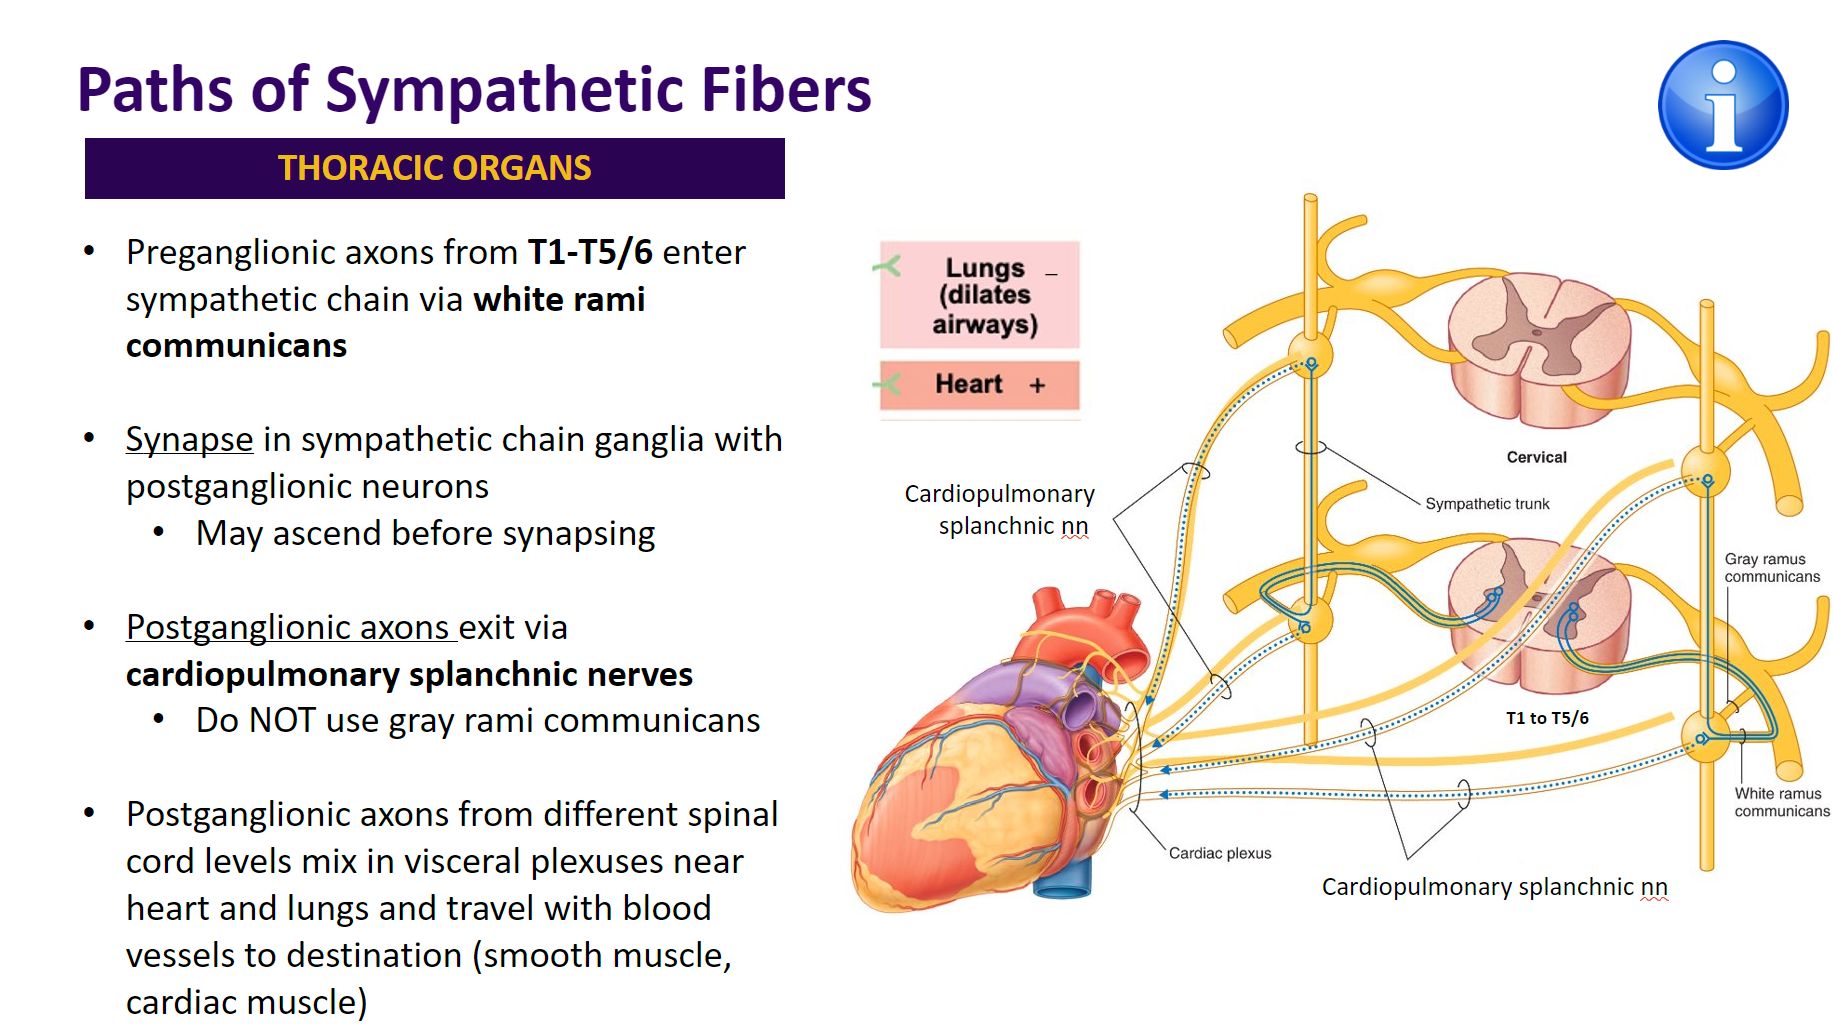 Paths of Sympathetic Fibers
THORACIC ORGANS
• Preganglionic axons from T1-T5/6 enter
sympathetic chain via white rami
communicans
• Synapse in sympathetic chain ganglia with
postganglionic neurons
• May ascend before synapsing
• Postganglionic axons exit via
cardiopulmonary splanchnic nerves
• Do NOT use gray rami communicans
• Postganglionic axons from different spinal
cord levels mix in visceral plexuses near
heart and lungs and travel with blood
vessels to destination (smooth muscle,
cardiac muscle)
i
Lungs –
(dilates
airways)
Heart +
Cardiopulmonary
splanchnic nn
Cervical
Sympathetic trunk
Gray ramus
communicans
T1 to T5/6
White ramus
communicans
Cardiac plexus
Cardiopulmonary splanchnic nn